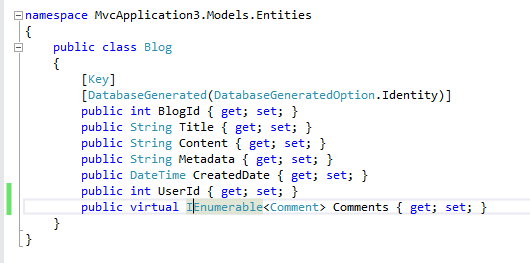 namespace MvcApplication3.Models.Entities
{
public class Blog
{
[Key]
[DatabaseGenerated(DatabaseGeneratedOption.Identity)]
public int BlogId { get; set; }
public String Title { get; set; }
public String Content { get; set; }
public String Metadata { get; set; }
public DateTime CreatedDate { get; set; }
public int UserId { get; set; }
public virtual IEnumerable<Comment> Comments { get; set; }
}
}